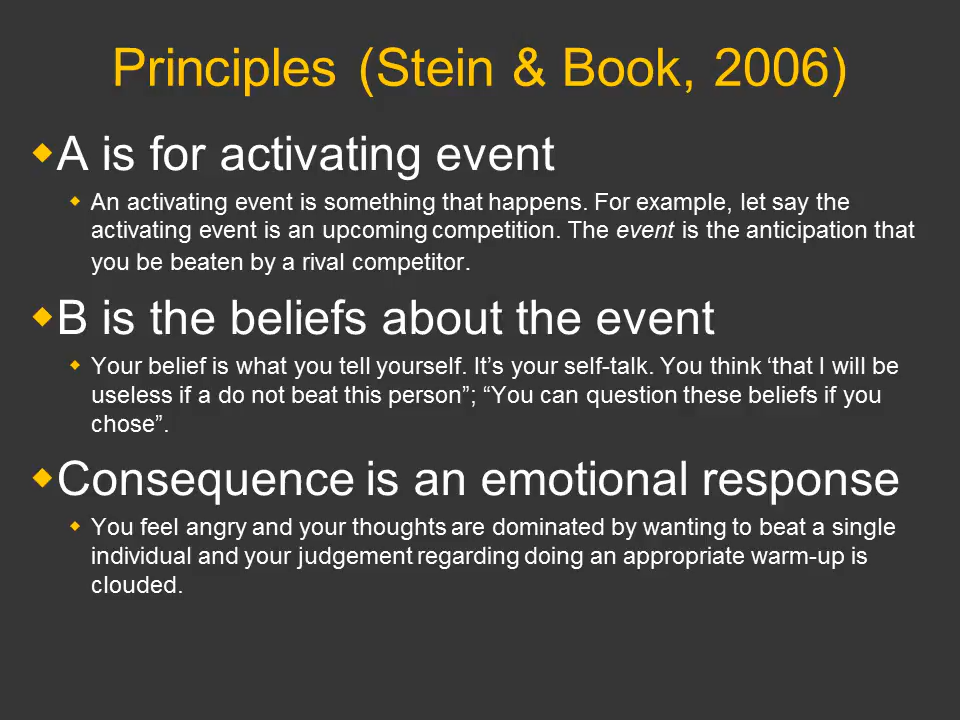 Principles (Stein & Book, 2006)
A is for activating event
An activating event is something that happens. For example, let say the
activating event is an upcoming competition. The event is the anticipation that
you be beaten by a rival competitor.
B is the beliefs about the event
Your belief is what you tell yourself. It’s your self-talk. You think ‘that I will be
useless if a do not beat this person”; “You can question these beliefs if you
chose”.
Consequence is an emotional response
You feel angry and your thoughts are dominated by wanting to beat a single
individual and your judgement regarding doing an appropriate warm-up is
clouded.